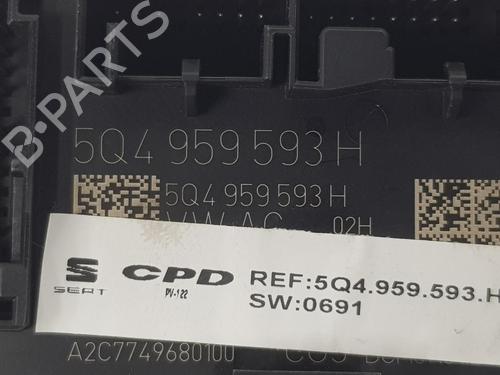 B-PARTS
5Q4 959 593 H
5Q4 959 593 H
VW AG 02H
SEAT CPD REF:5Q4.959.593.H
PV-122 SW:0691
A2C7749680100